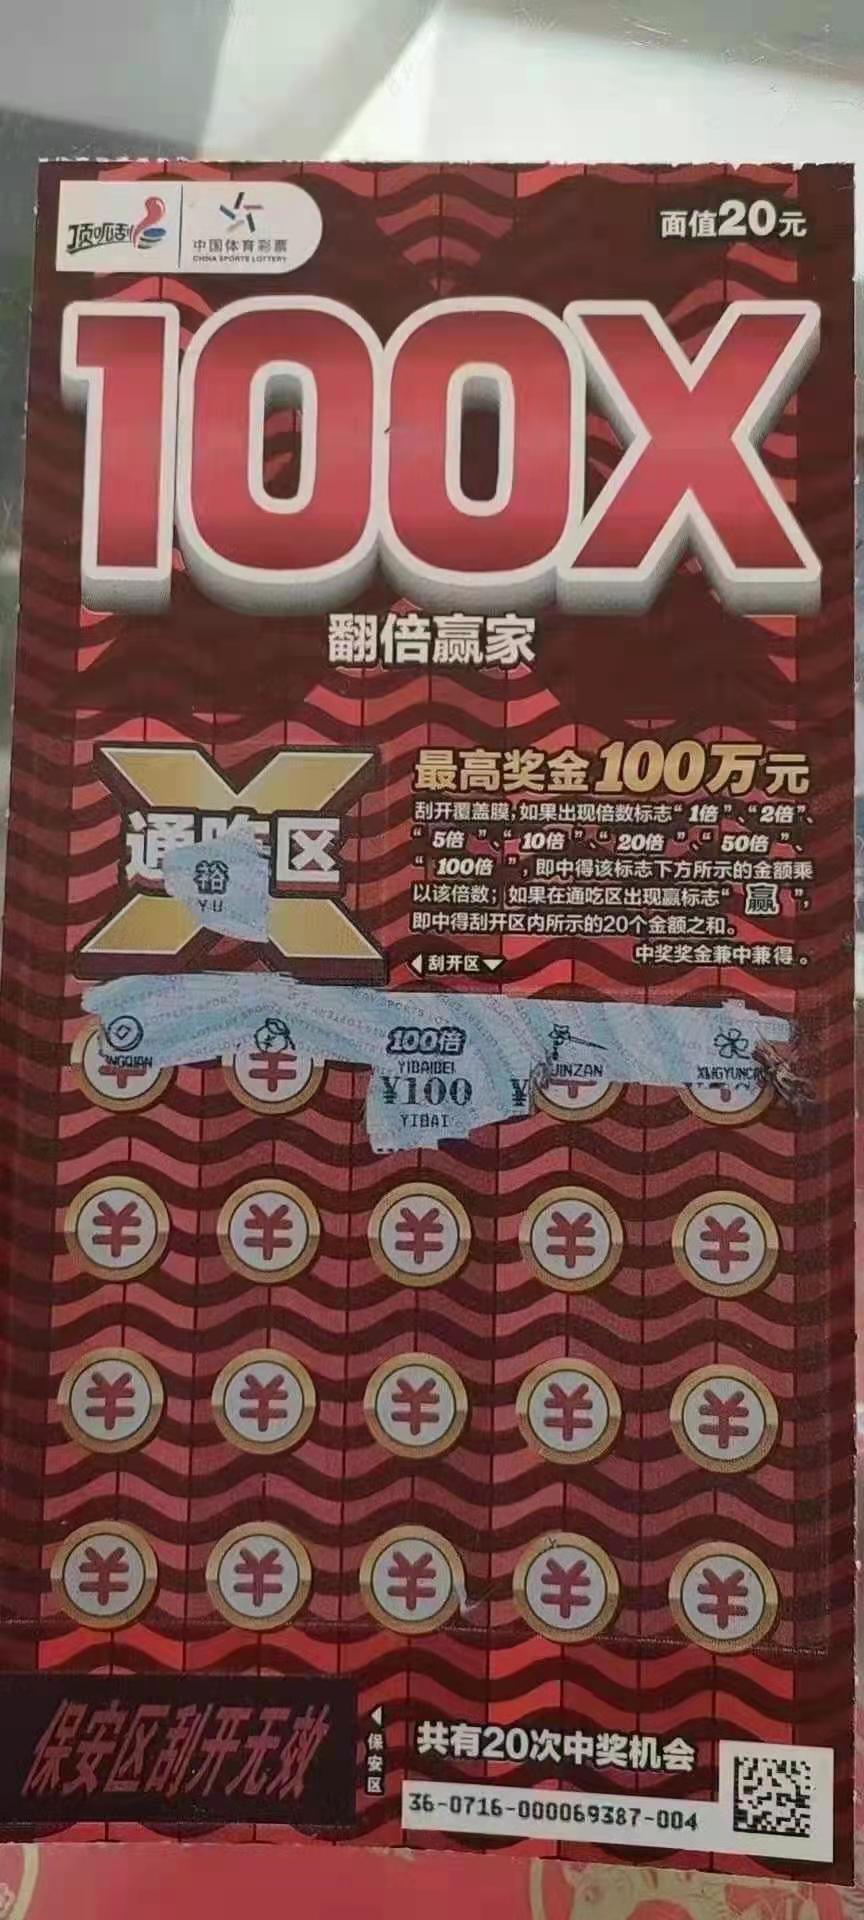 顶呱刮
中国体育彩票
CHINA SPORTS LOTTERY
面值20元
100X
翻倍赢家
通吃区
裕
YU
最高奖金100万元
刮开覆盖膜,如果出现倍数标志“1倍”、“2倍”、
“5倍”、“10倍”、“20倍”、“50倍”、
“100倍”,即中得该标志下方所示的金额乘
以该倍数;如果在通吃区出现赢标志“赢”,
即中得刮开区内所示的20个金额之和。
刮开区
中奖奖金兼中兼得。
100倍
YIBAIBEI
¥100
YIBAI
¥
保安区刮开无效
保安区
共有20次中奖机会
36-0716-000069387-004